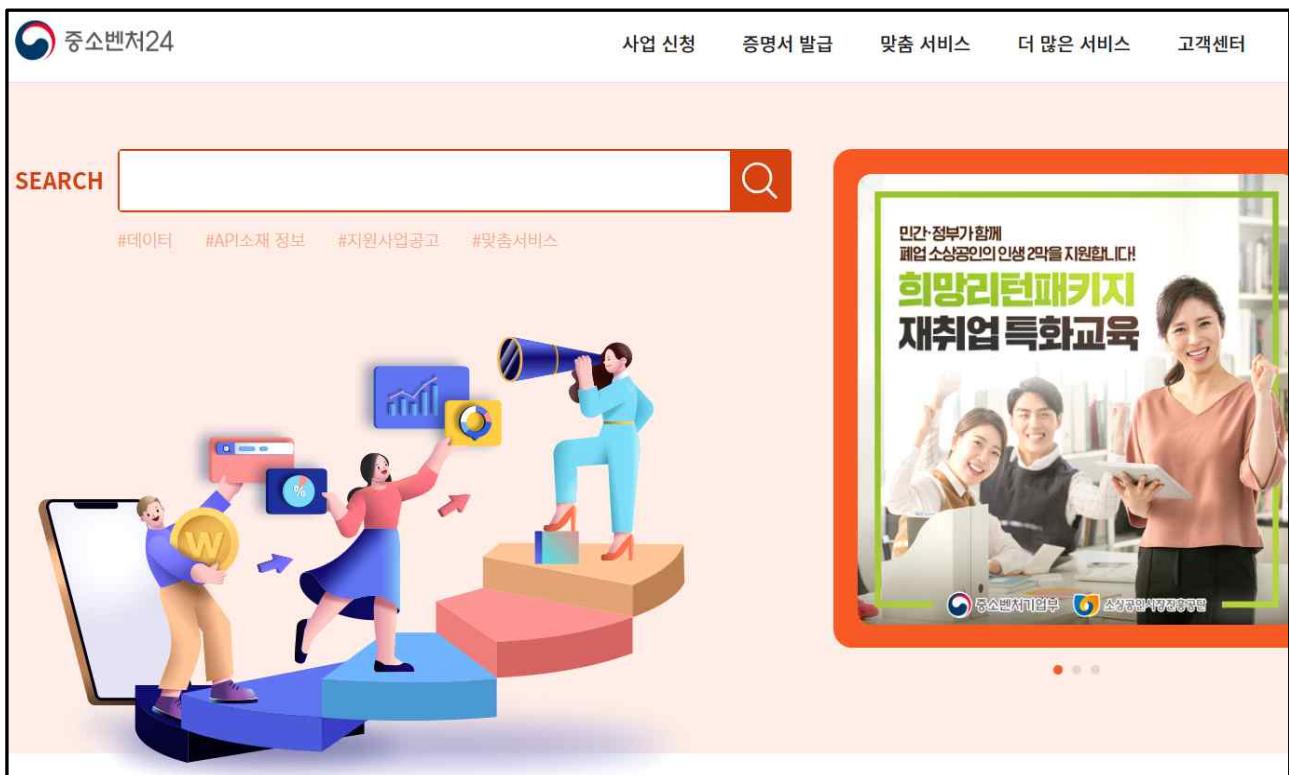 중소벤처24
사업 신청 증명서 발급 맞춤 서비스 더 많은 서비스 고객센터
SEARCH
#데이터 #API소재 정보 #지원사업공고 #맞춤서비스
민간·정부가 함께
폐업 소상공인의 인생 2막을 지원합니다!
희망리턴패키지
재취업 특화교육
중소벤처기업부 소상공인시장진흥공단
%
W